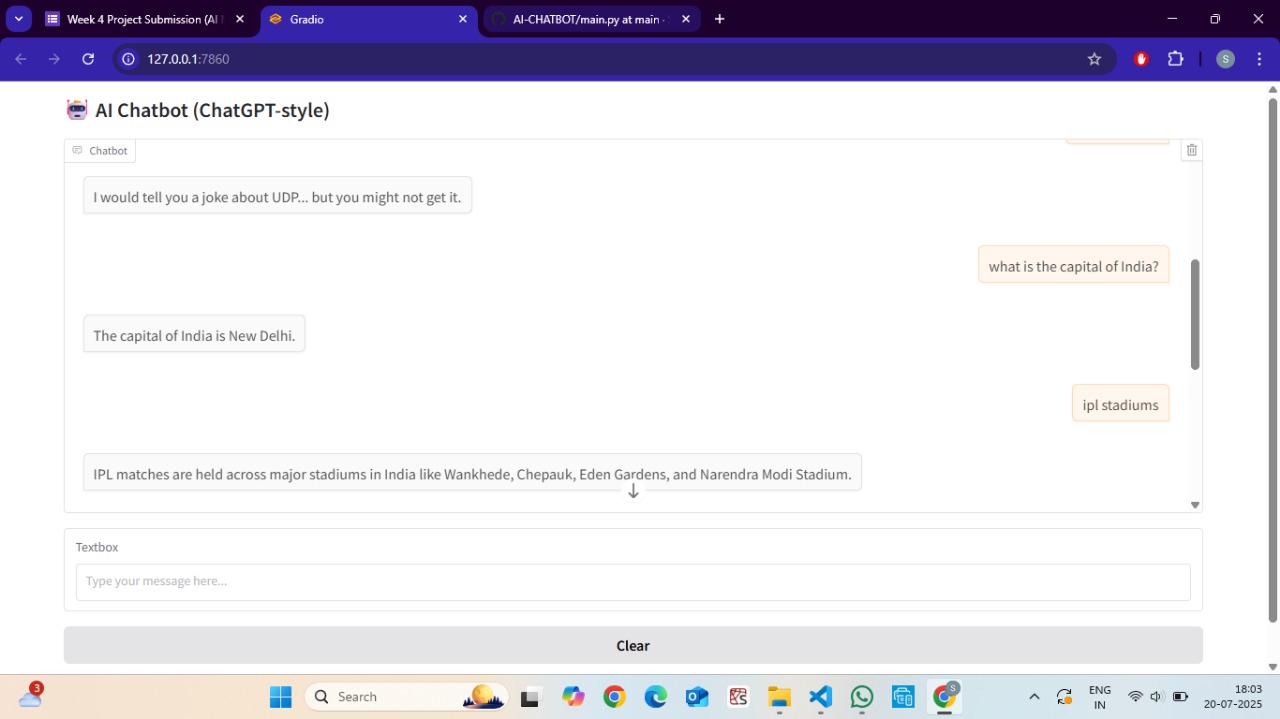 Week 4 Project Submission (AI
Gradio
AI-CHATBOT/main.py at main ·
127.0.0.1:7860
S
AI Chatbot (ChatGPT-style)
Chatbot
I would tell you a joke about UDP... but you might not get it.
what is the capital of India?
The capital of India is New Delhi.
ipl stadiums
IPL matches are held across major stadiums in India like Wankhede, Chepauk, Eden Gardens, and Narendra Modi Stadium.
Textbox
Type your message here...
Clear
3
Search
S
ENG
IN
18:03
20-07-2025